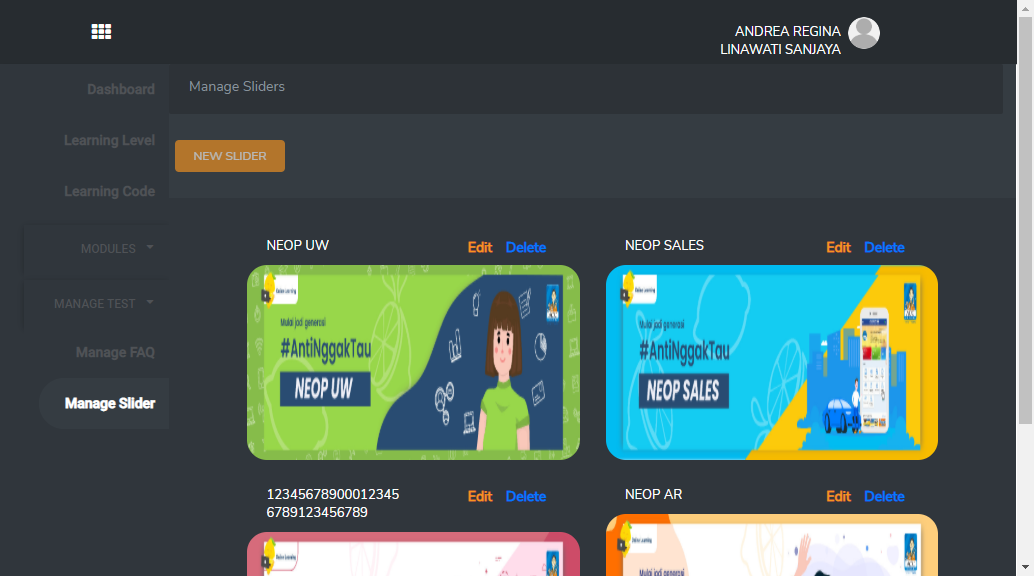 ANDREA REGINA
LINAWATI SANJAYA
Dashboard
Learning Level
Learning Code
MODULES
MANAGE TEST
Manage FAQ
Manage Slider
Manage Sliders
NEW SLIDER
NEOP UW
Edit Delete
Online Learning
Mulai jadi generasi
#AntiNggakTau
NEOP UW
NEOP SALES
Edit Delete
Online Learning
Mulai jadi generasi
#AntiNggakTau
NEOP SALES
12345678900012345
6789123456789
Edit Delete
Online Learning
NEOP AR
Edit Delete
Online Learning
Mulai jadi generasi